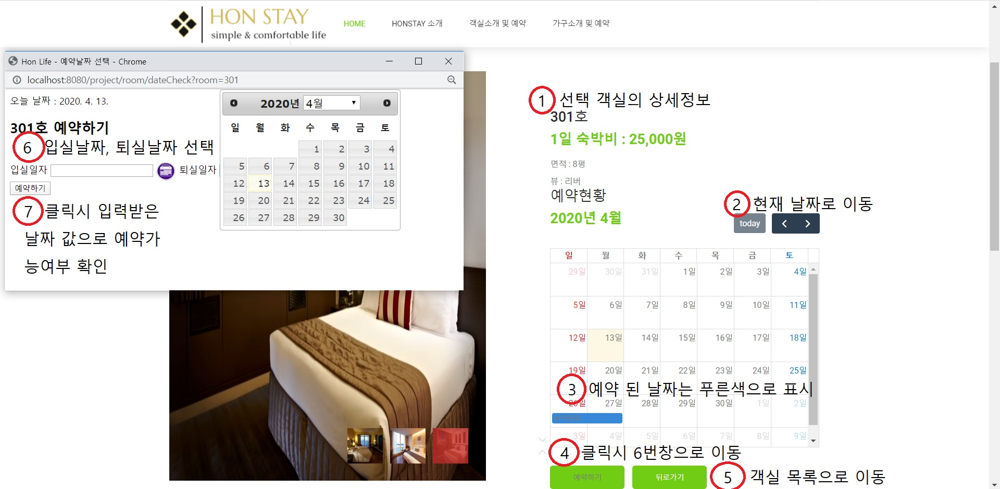 HON STAY
simple & comfortable life
HOME
HONSTAY 소개
객실소개 및 예약
가구소개 및 예약
Hon Life - 예약날짜 선택 - Chrome
localhost:8080/project/room/dateCheck?room=301
오늘 날짜 : 2020. 4. 13.
301호 예약하기
6 입실날짜, 퇴실날짜 선택
입실일자 퇴실일자
예약하기
7 클릭시 입력받은
날짜 값으로 예약가
능여부 확인
2020년 4월
일 월 화 수 목 금 토
1 2 3 4
5 6 7 8 9 10 11
12 13 14 15 16 17 18
19 20 21 22 23 24 25
26 27 28 29 30
1 선택 객실의 상세정보
301호
1일 숙박비 : 25,000원
면적 : 8평
뷰 : 리버
예약현황
2 현재 날짜로 이동
2020년 4월
today
일 월 화 수 목 금 토
29일 30일 31일 1일 2일 3일 4일
5일 6일 7일 8일 9일 10일 11일
12일 13일 14일 15일 16일 17일 18일
19일 20일 21일 22일 23일 24일 25일
3 예약 된 날짜는 푸른색으로 표시
26일 27일 28일 29일 30일 1일 2일
3일 4일 5일 6일 7일 8일 9일
4 클릭시 6번창으로 이동
예약하기
뒤로가기
5 객실 목록으로 이동